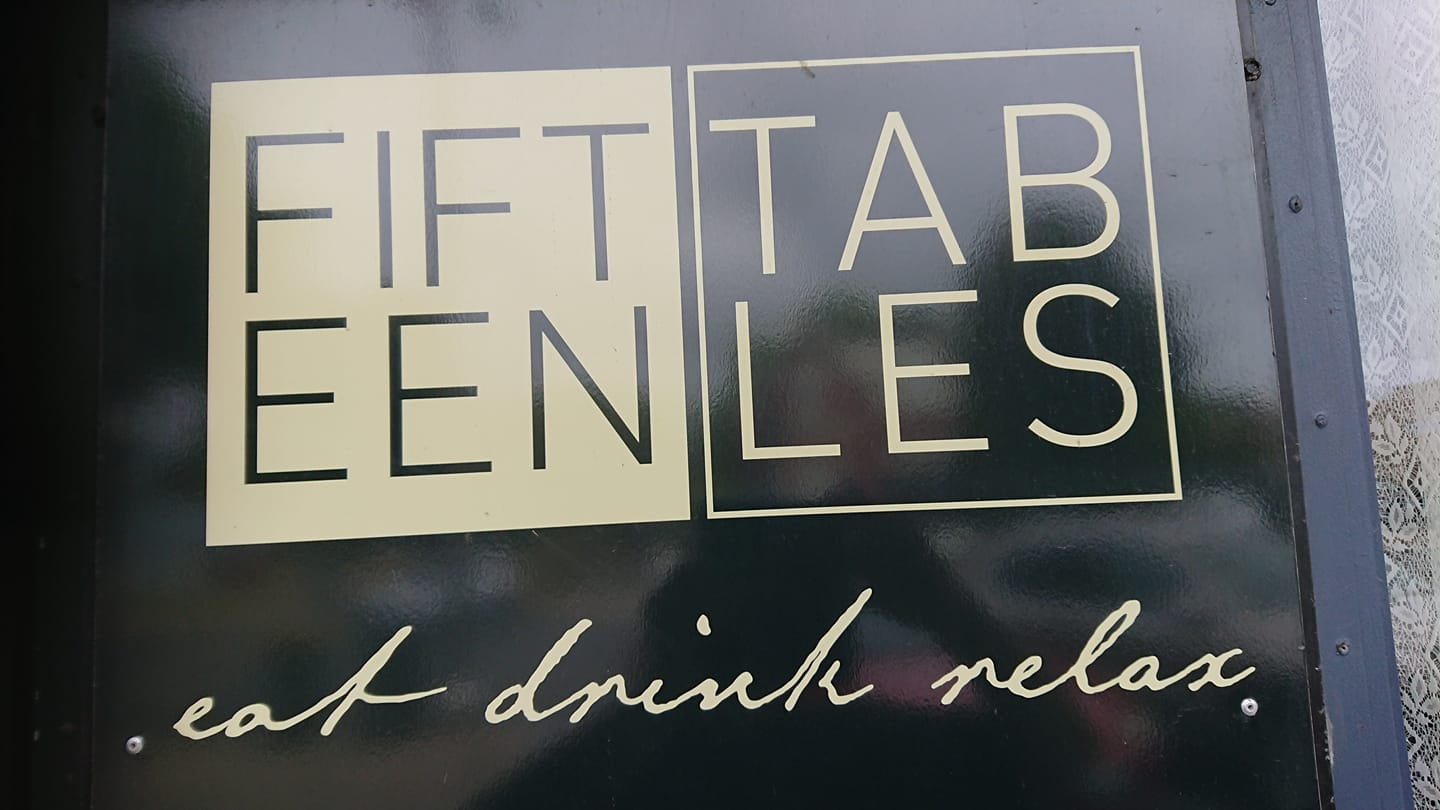 FIFT
EEN
TAB
LES
eat drink relax